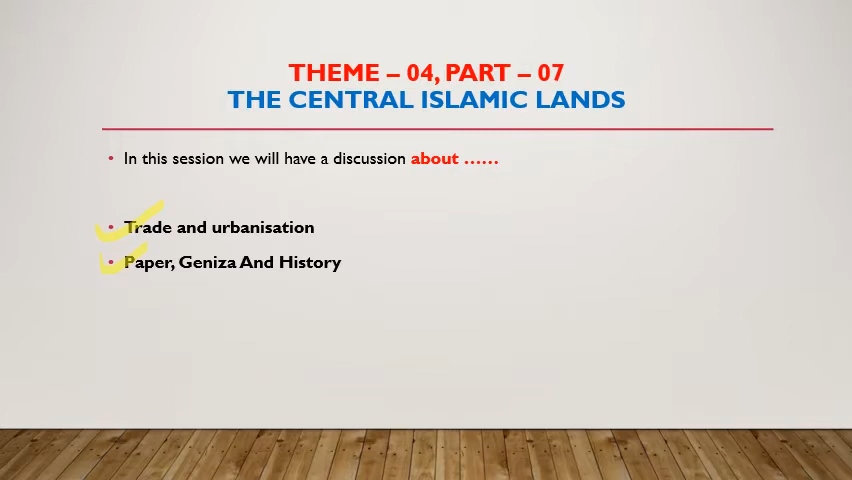 THEME – 04, PART – 07
THE CENTRAL ISLAMIC LANDS
• In this session we will have a discussion about ......
• Trade and urbanisation
• Paper, Geniza And History